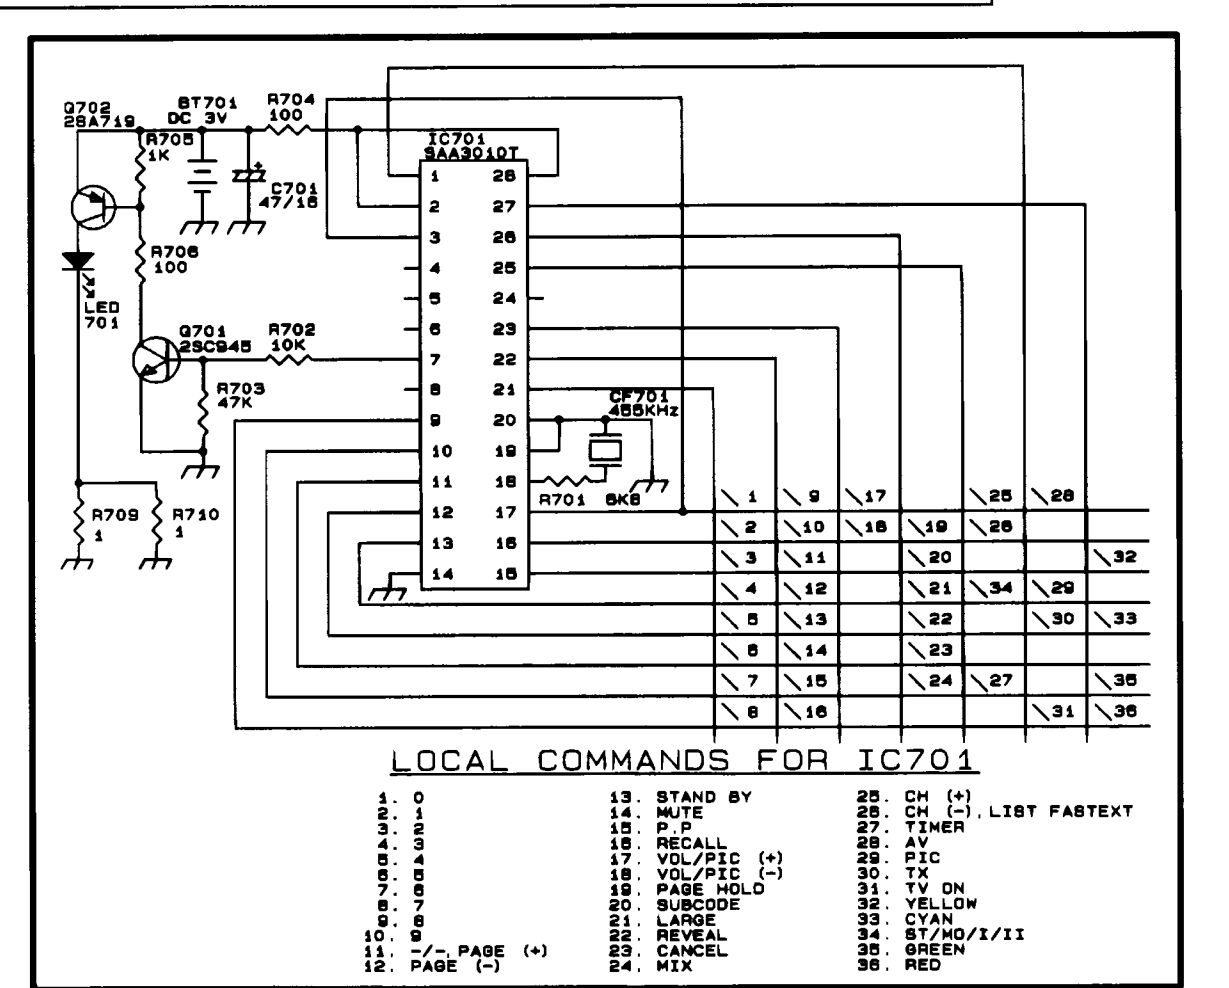 Q702
2SA719
BT701
DC 3V
R704
100
R705
1K
+
C701
47/16
IC701
SAA3010T
1 28
2 27
3 26
4 25
5 24
6 23
7 22
8 21
9 20
10 19
11 18
12 17
13 16
14 15
R706
100
LED
701
Q701
2SC945
R702
10K
R703
47K
CF701
455KHz
R701 6K8
R709
1
R710
1
1 9 17 25 28
2 10 18 19 26
3 11 20 32
4 12 21 34 29
5 13 22 30 33
6 14 23
7 15 24 27 35
8 16 31 36
LOCAL COMMANDS FOR IC701
1. 0
2. 1
3. 2
4. 3
5. 4
6. 5
7. 6
8. 7
9. 8
10. 9
11. -/-, PAGE (+)
12. PAGE (-)
13. STAND BY
14. MUTE
15. P.P
16. RECALL
17. VOL/PIC (+)
18. VOL/PIC (-)
19. PAGE HOLD
20. SUBCODE
21. LARGE
22. REVEAL
23. CANCEL
24. MIX
25. CH (+)
26. CH (-), LIST FASTEXT
27. TIMER
28. AV
29. PIC
30. TX
31. TV ON
32. YELLOW
33. CYAN
34. ST/MO/I/II
35. GREEN
36. RED